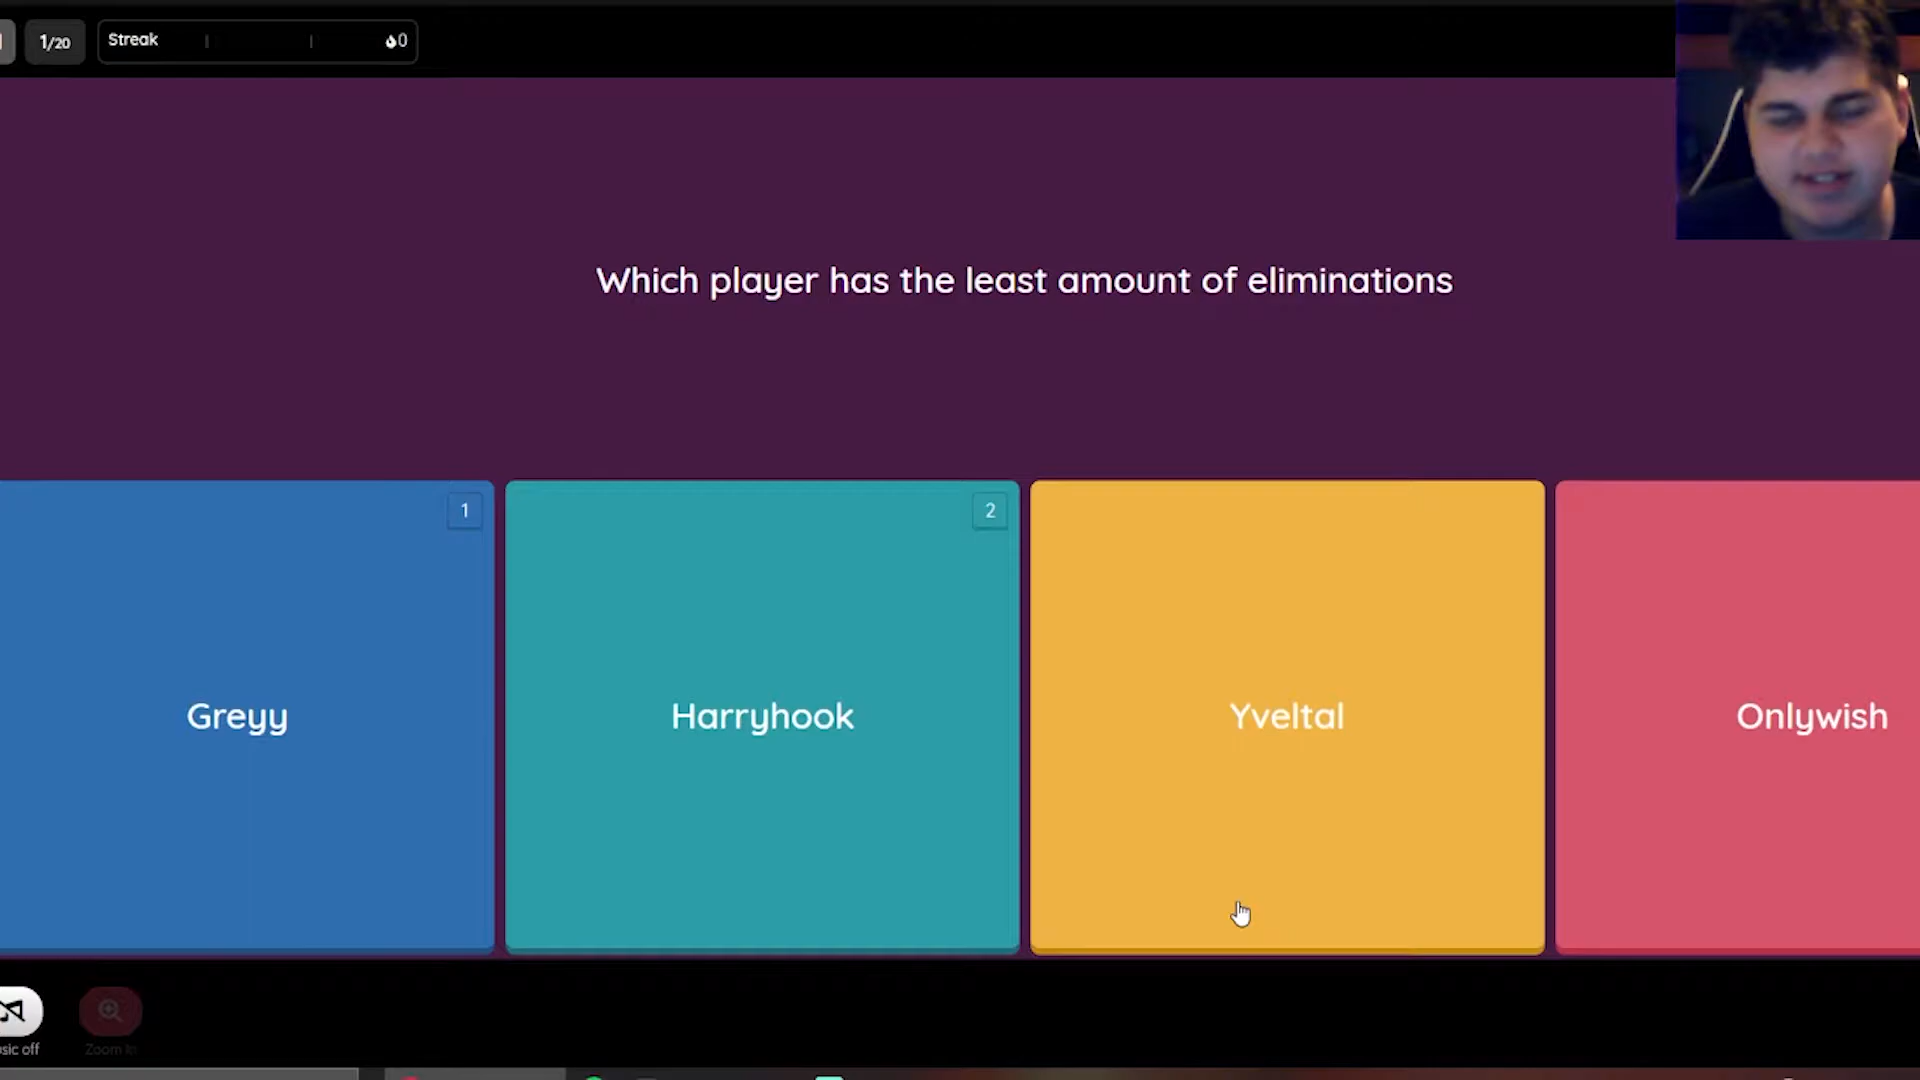 1/20
Streak
0
Which player has the least amount of eliminations
1
2
Greyy
Harryhook
Yveltal
Onlywish
sic off
Zoom